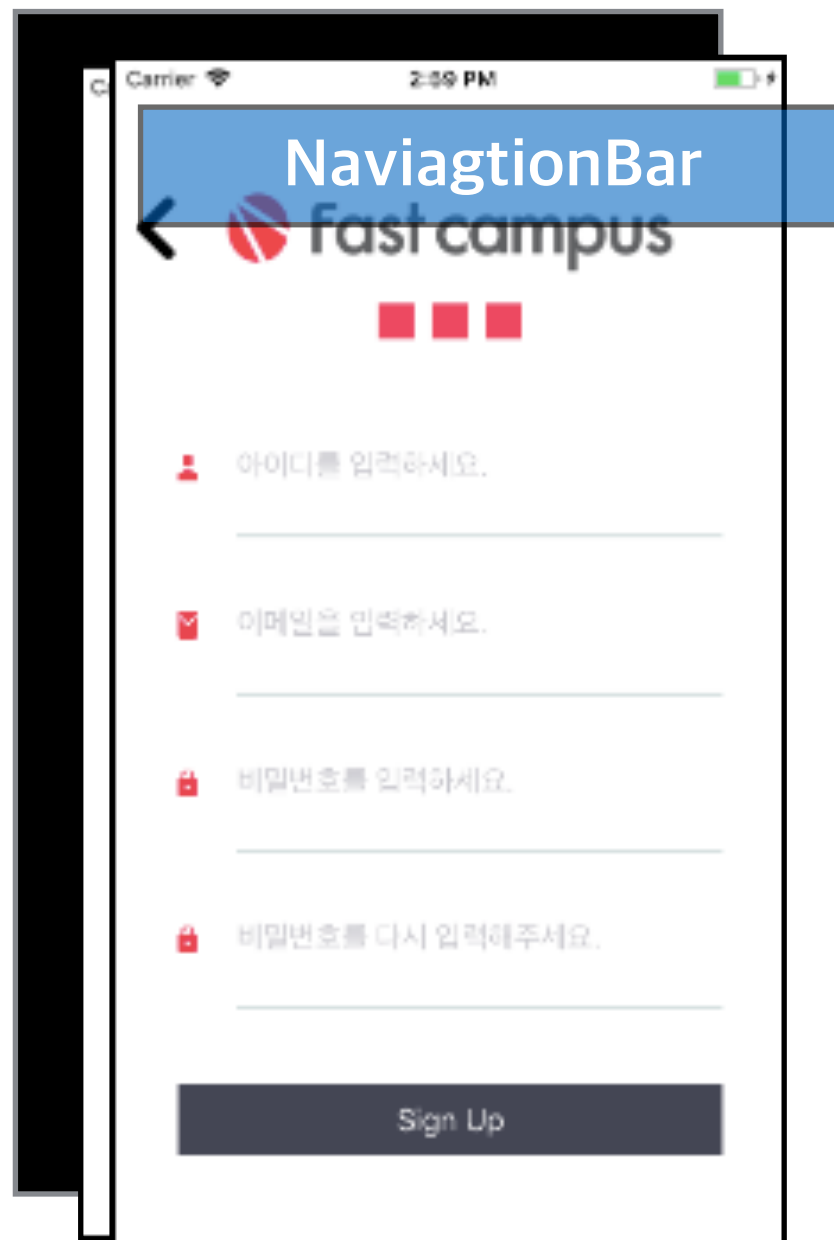 Carrier
2:59 PM
NaviagtionBar
fast campus
아이디를 입력하세요.
이메일을 입력하세요.
비밀번호를 입력하세요.
비밀번호를 다시 입력해주세요.
Sign Up